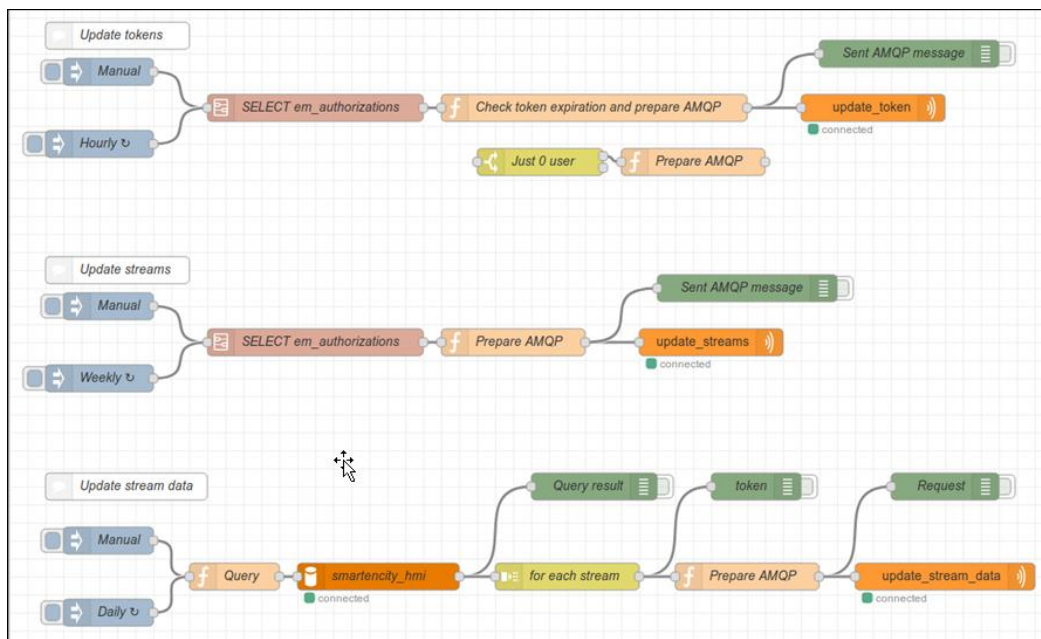 Update tokens
Sent AMQP message
Manual
SELECT em_authorizations
Check token expiration and prepare AMQP
update_token
connected
Hourly ↻
Just 0 user
Prepare AMQP
Update streams
Sent AMQP message
Manual
SELECT em_authorizations
Prepare AMQP
update_streams
connected
Weekly ↻
Update stream data
Query result
token
Request
Manual
Query
smartencity_hmi
for each stream
Prepare AMQP
update_stream_data
connected
connected
Daily ↻